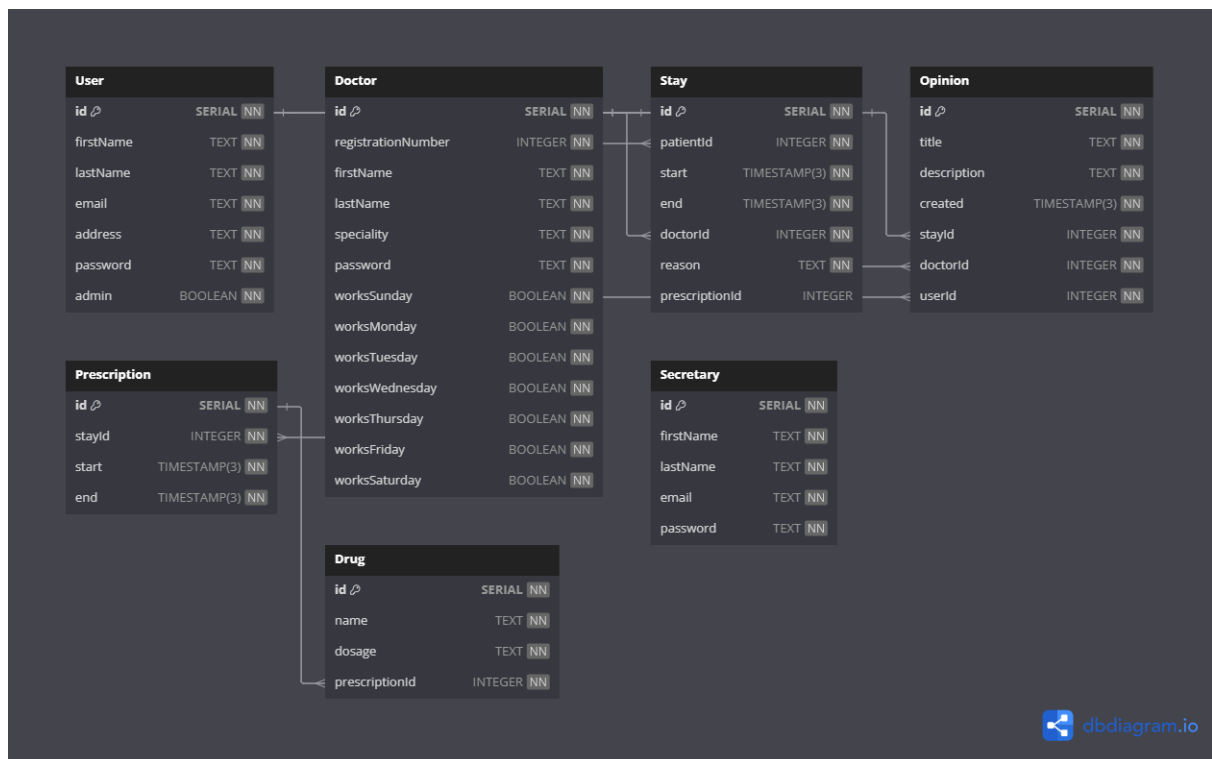 User
id SERIAL NN
firstName TEXT NN
lastName TEXT NN
email TEXT NN
address TEXT NN
password TEXT NN
admin BOOLEAN NN
Doctor
id SERIAL NN
registrationNumber INTEGER NN
firstName TEXT NN
lastName TEXT NN
speciality TEXT NN
password TEXT NN
worksSunday BOOLEAN NN
worksMonday BOOLEAN NN
worksTuesday BOOLEAN NN
worksWednesday BOOLEAN NN
worksThursday BOOLEAN NN
worksFriday BOOLEAN NN
worksSaturday BOOLEAN NN
Stay
id SERIAL NN
patientId INTEGER NN
start TIMESTAMP(3) NN
end TIMESTAMP(3) NN
doctorId INTEGER NN
reason TEXT NN
prescriptionId INTEGER
Opinion
id SERIAL NN
title TEXT NN
description TEXT NN
created TIMESTAMP(3) NN
stayId INTEGER NN
doctorId INTEGER NN
userId INTEGER NN
Prescription
id SERIAL NN
stayId INTEGER NN
start TIMESTAMP(3) NN
end TIMESTAMP(3) NN
Secretary
id SERIAL NN
firstName TEXT NN
lastName TEXT NN
email TEXT NN
password TEXT NN
Drug
id SERIAL NN
name TEXT NN
dosage TEXT NN
prescriptionId INTEGER NN
dbdiagram.io